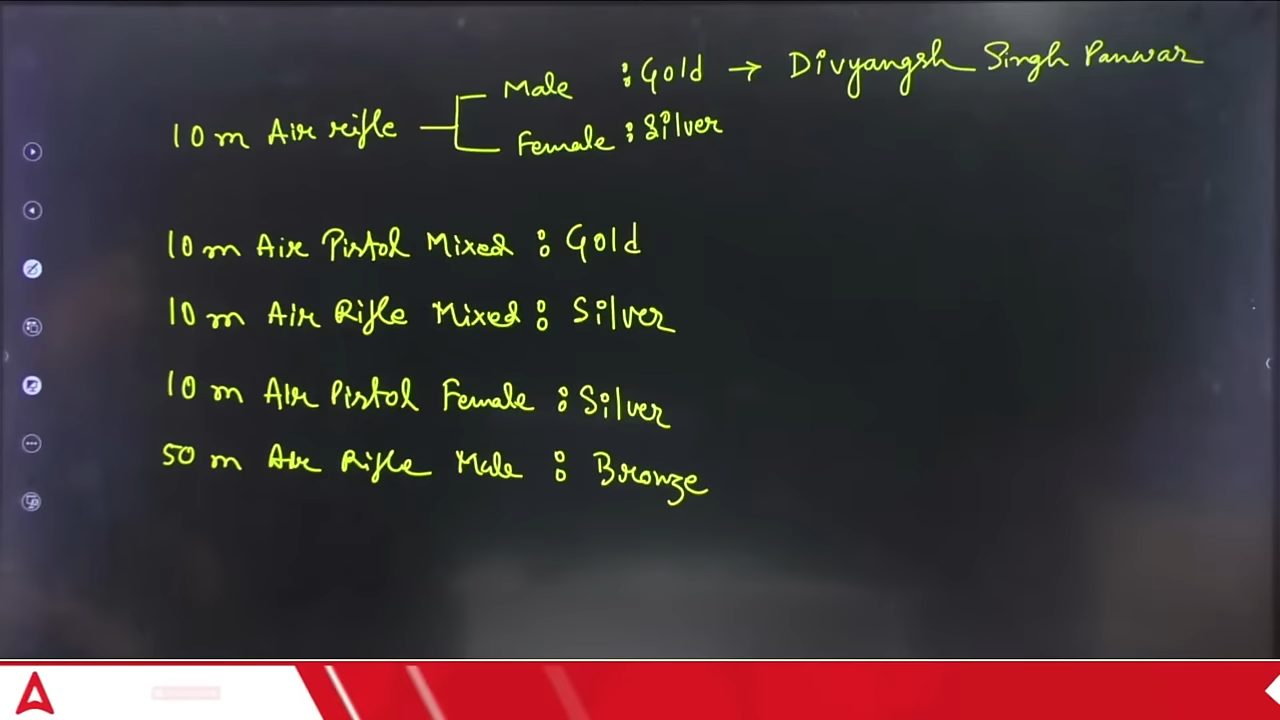 10 m Air rifle
Male : Gold → Divyangsh Singh Panwar
Female : Silver
10 m Air Pistol Mixed : Gold
10 m Air Rifle Mixed : Silver
10 m Air Pistol Female : Silver
50 m Air Rifle Male : Bronze